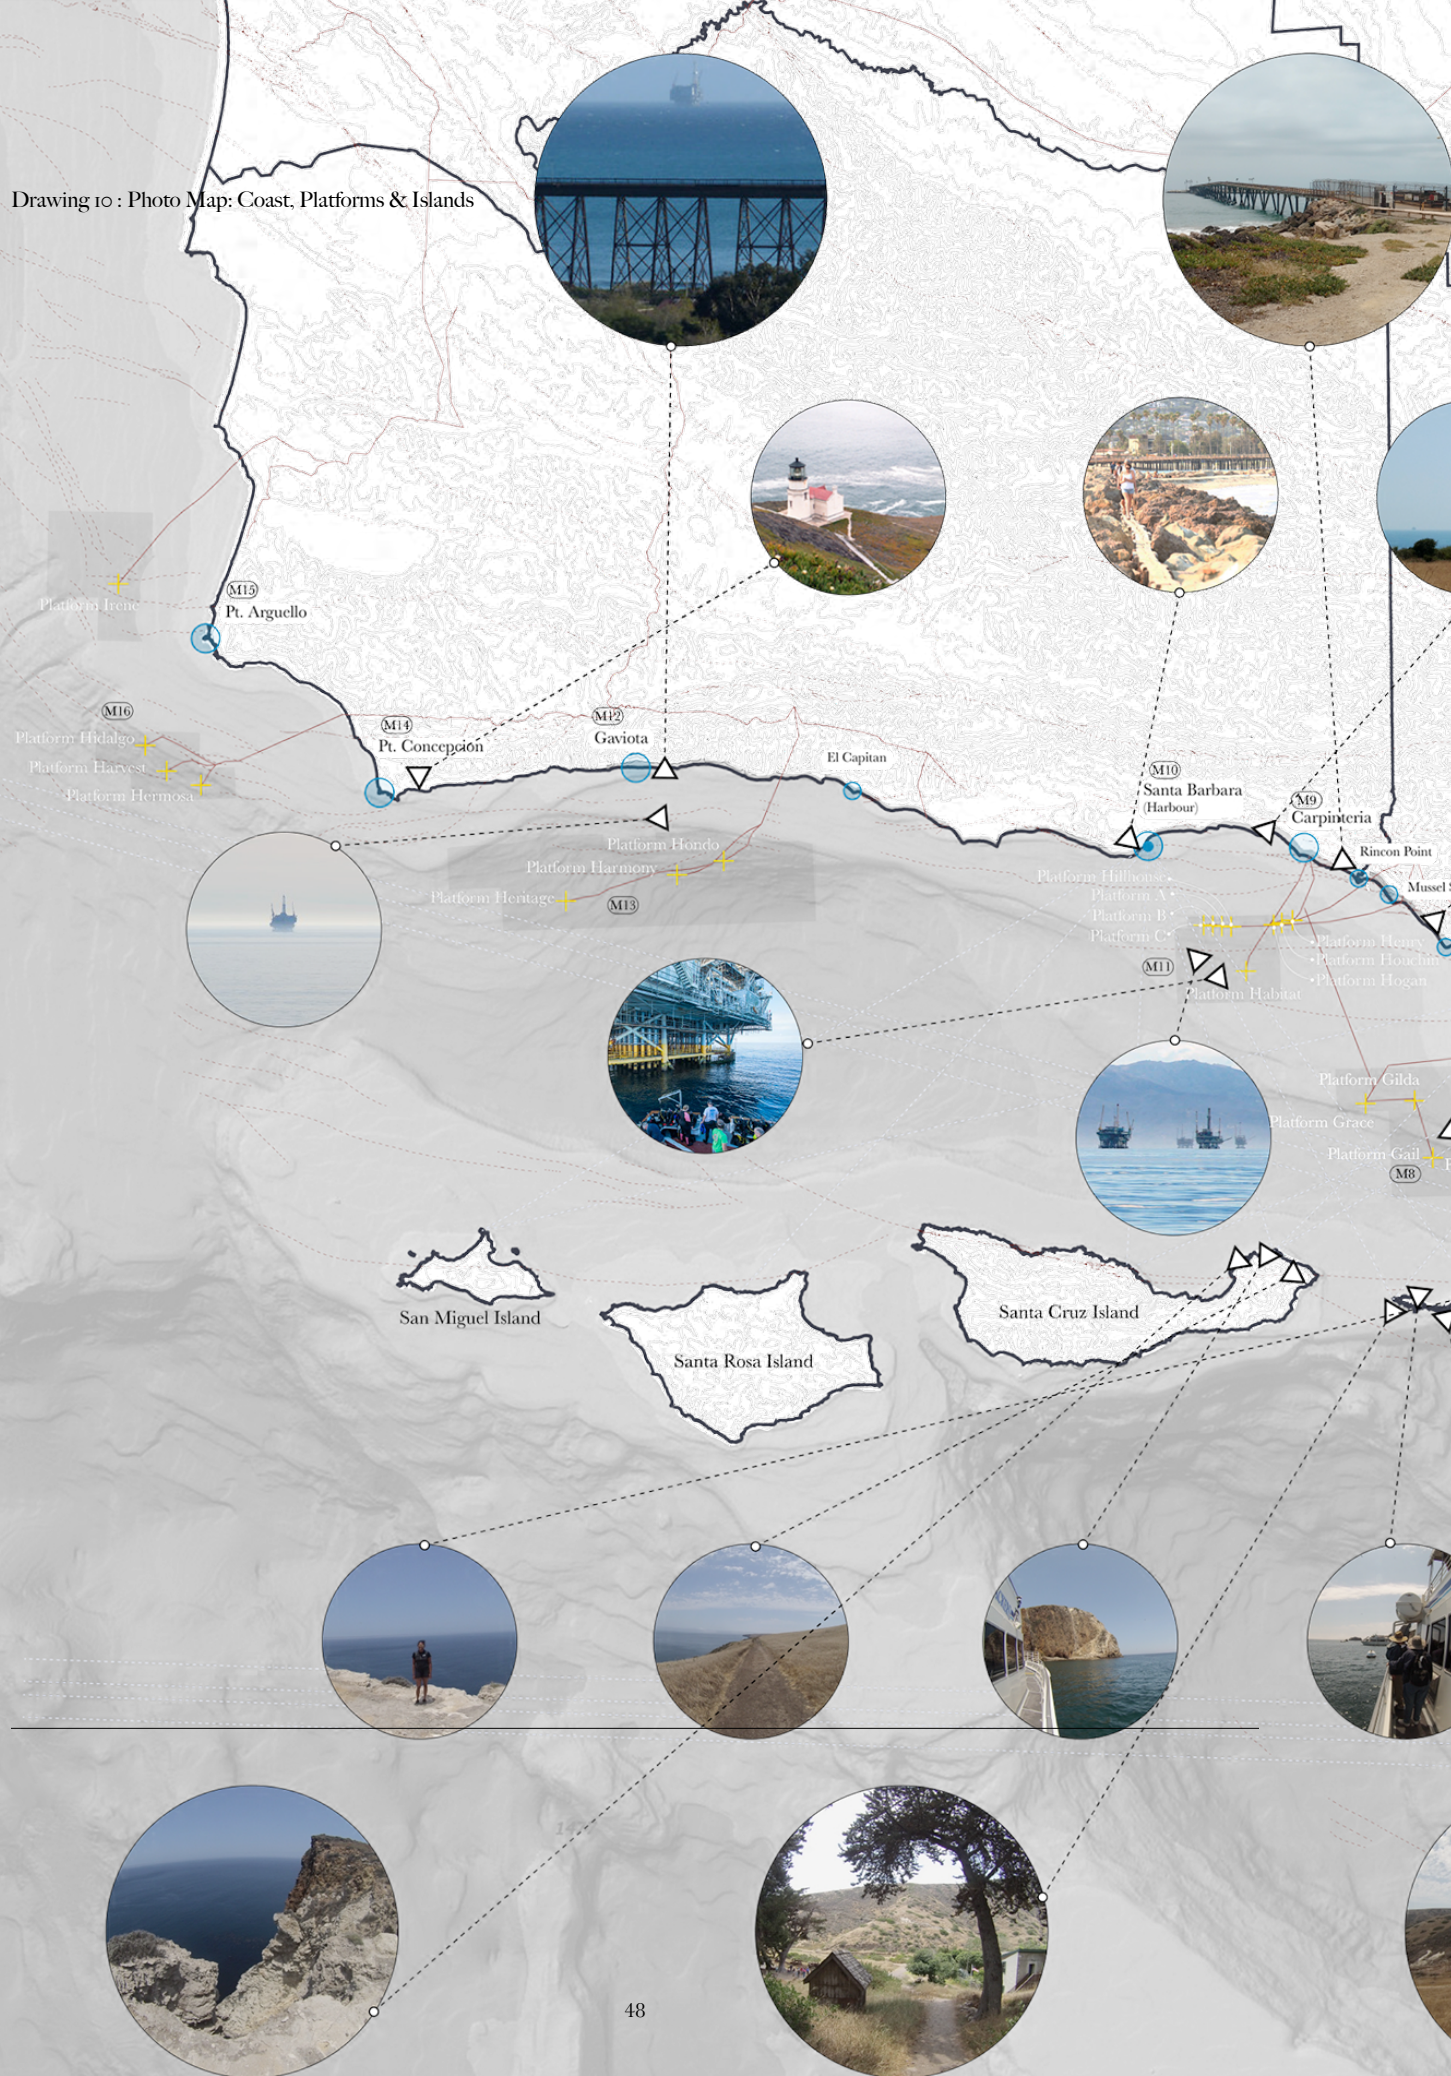 Drawing 10 : Photo Map: Coast, Platforms & Islands
Platform Irene
M15
Pt. Arguello
M16
Platform Hidalgo
Platform Harvest
Platform Hermosa
M14
Pt. Concepcion
M12
Gaviota
El Capitan
M10
Santa Barbara
(Harbour)
M9
Carpinteria
Rincon Point
Mussel
Platform Hondo
Platform Harmony
Platform Heritage
M13
Platform Hillhouse
Platform A
Platform B
Platform C
M11
Platform Henry
Platform Houchin
Platform Hogan
Platform Habitat
Platform Gilda
Platform Grace
Platform Gail
M8
San Miguel Island
Santa Rosa Island
Santa Cruz Island
48